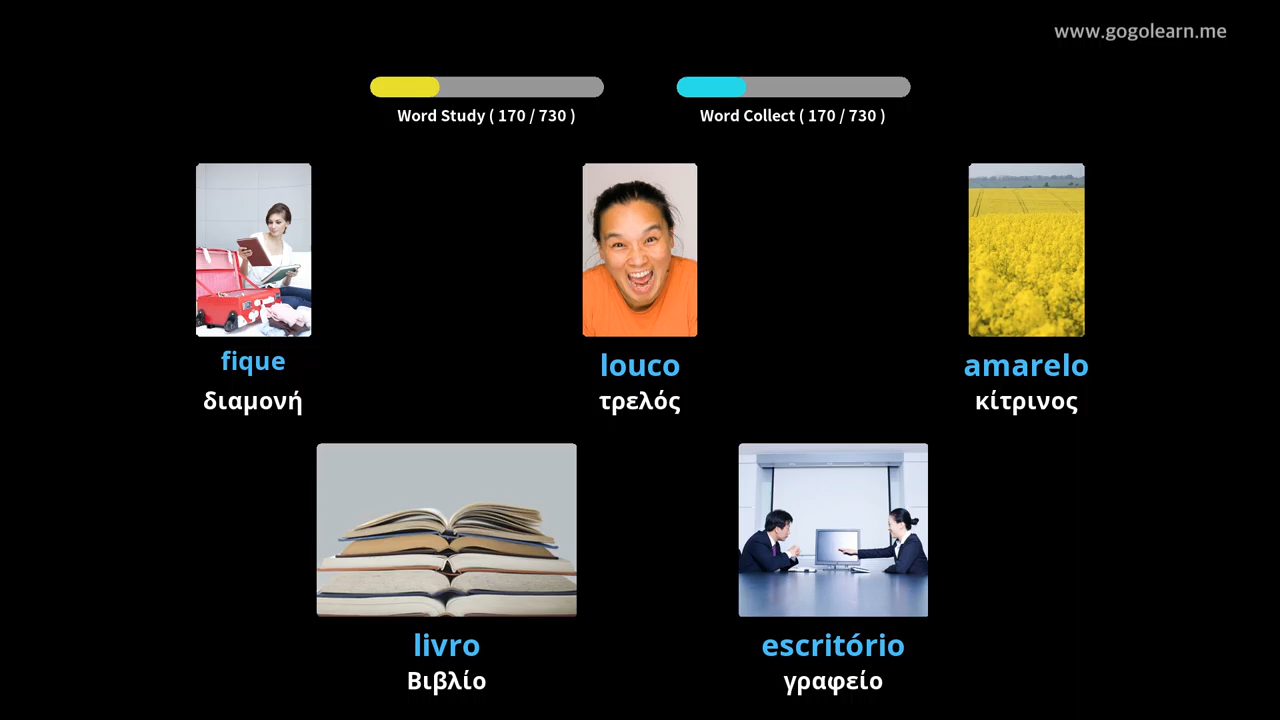 www.gogolearn.me
Word Study ( 170 / 730 )
Word Collect ( 170 / 730 )
fique
διαμονή
louco
τρελός
amarelo
κίτρινος
livro
Βιβλίο
escritório
γραφείο